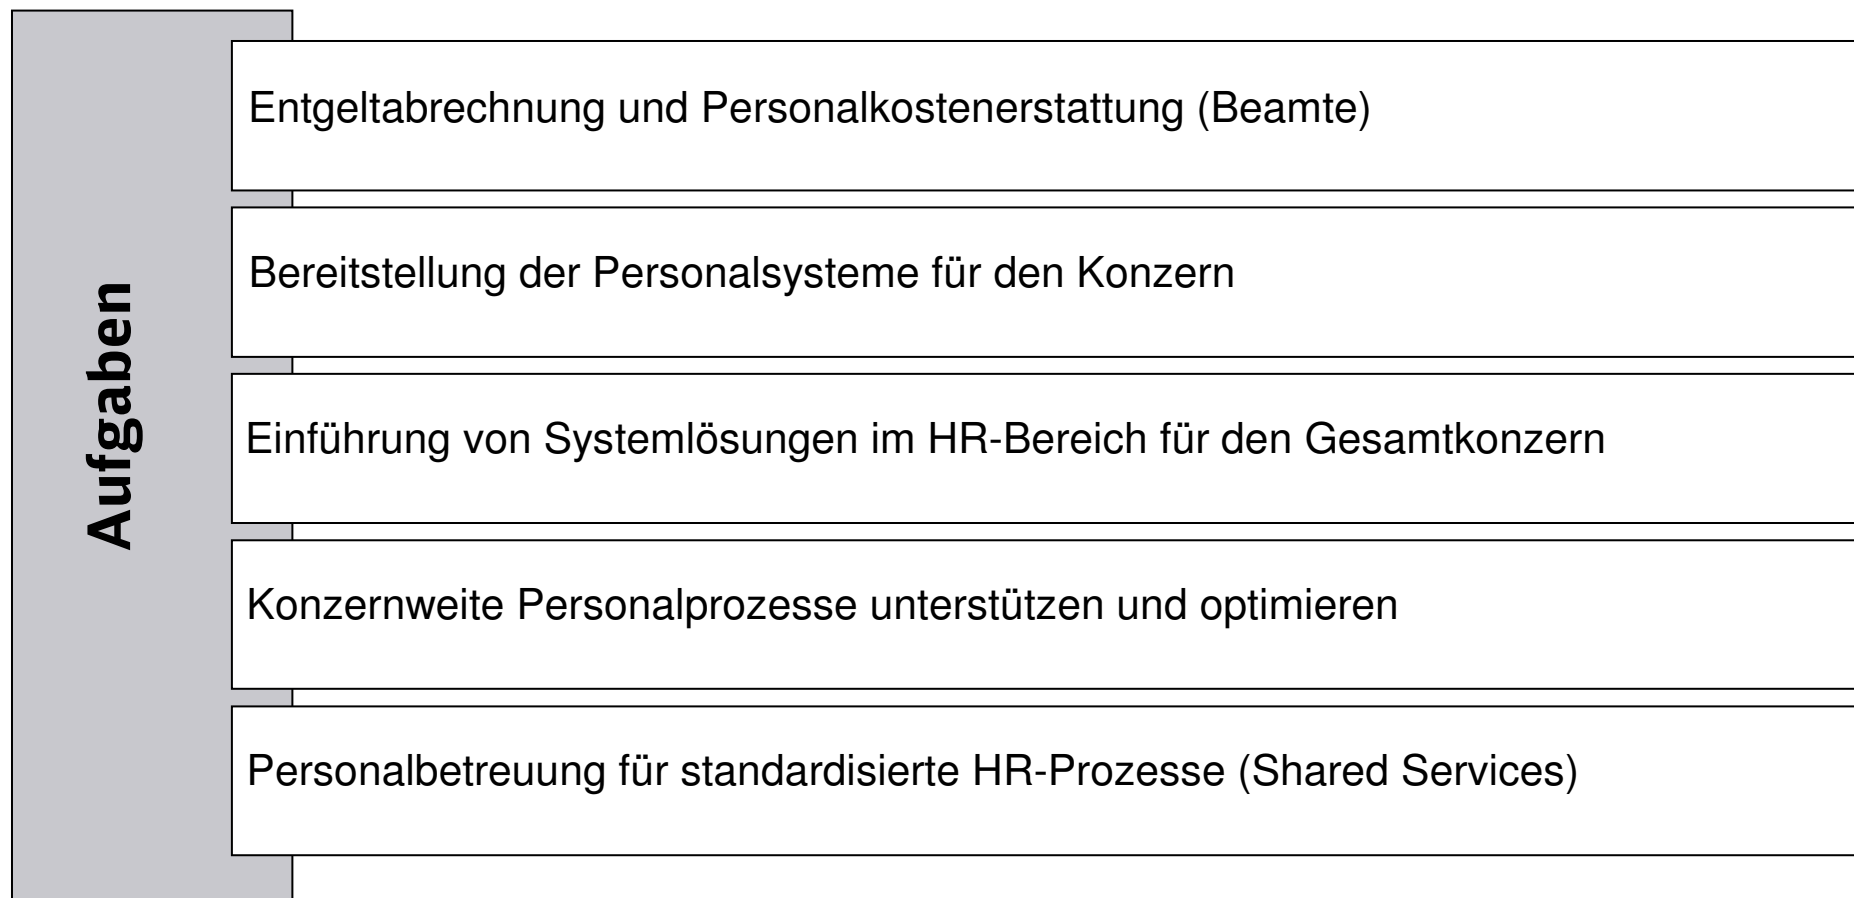 Aufgaben
Entgeltabrechnung und Personalkostenerstattung (Beamte)
Bereitstellung der Personalsysteme für den Konzern
Einführung von Systemlösungen im HR-Bereich für den Gesamtkonzern
Konzernweite Personalprozesse unterstützen und optimieren
Personalbetreuung für standardisierte HR-Prozesse (Shared Services)